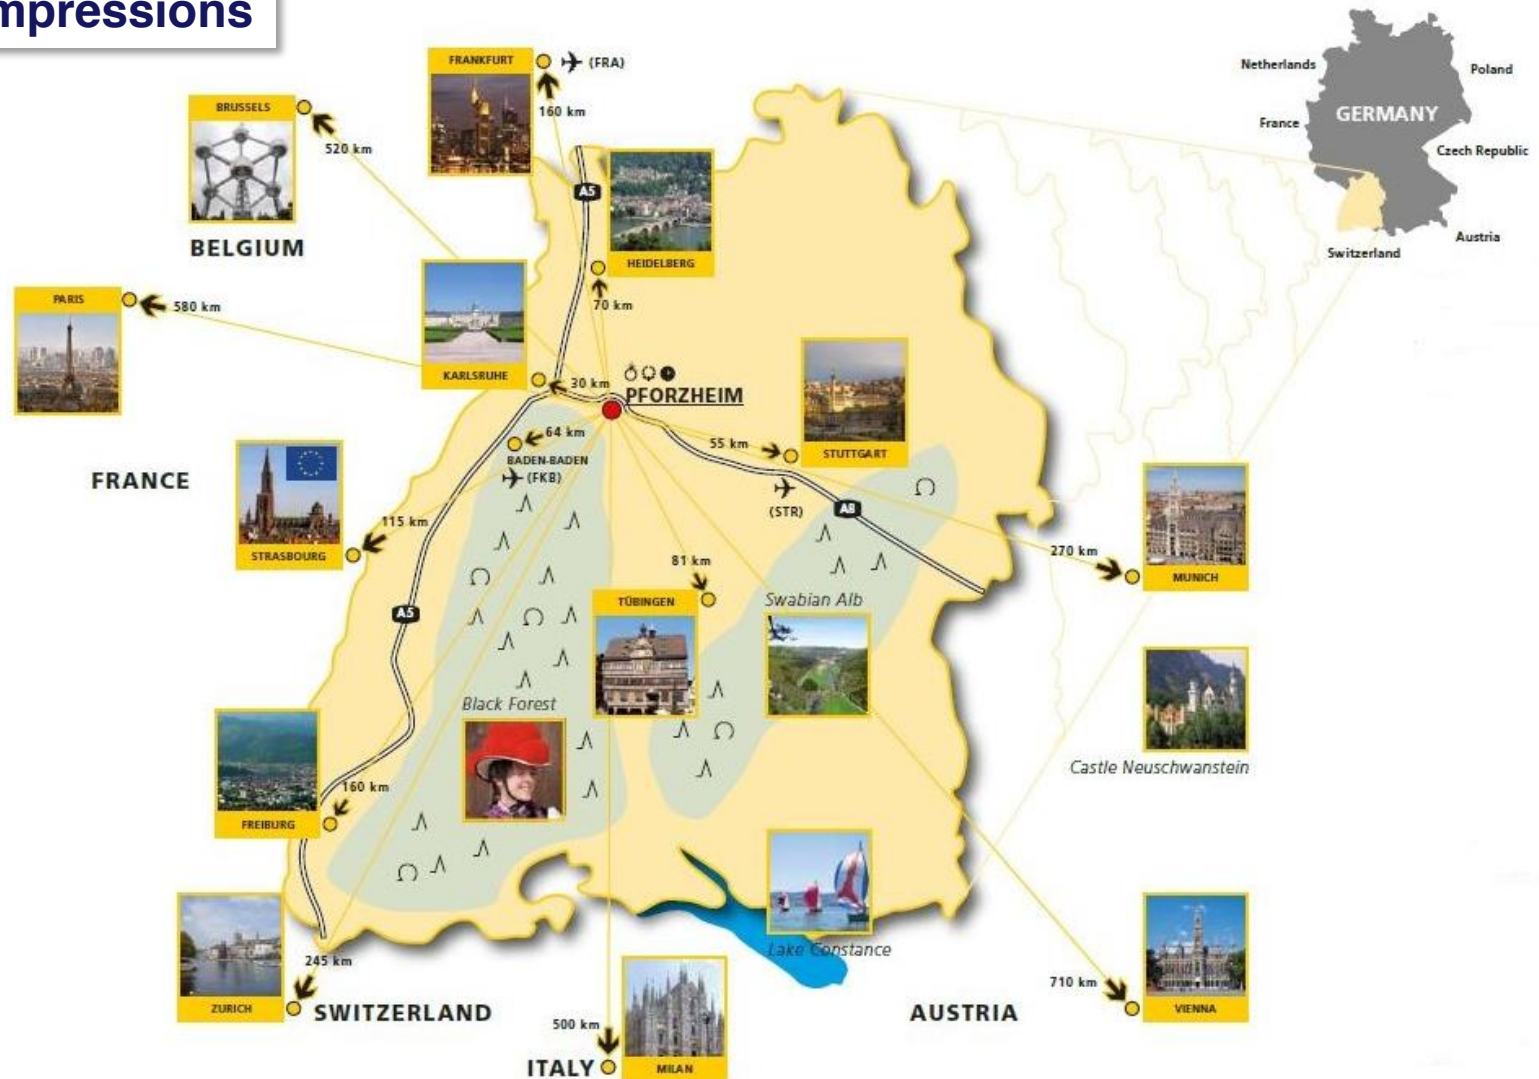 mpressions
FRANKFURT
(FRA)
160 km
BRUSSELS
520 km
BELGIUM
Netherlands
Poland
GERMANY
France
Czech Republic
Austria
Switzerland
A5
HEIDELBERG
70 km
PARIS
580 km
KARLSRUHE
30 km
PFORZHEIM
64 km
BADEN-BADEN
(FKB)
55 km
STUTTGART
(STR)
A8
FRANCE
115 km
STRASBOURG
270 km
MUNICH
81 km
TÜBINGEN
Swabian Alb
A5
Black Forest
Castle Neuschwanstein
160 km
FREIBURG
Lake Constance
245 km
ZURICH
SWITZERLAND
710 km
VIENNA
AUSTRIA
500 km
ITALY
MILAN